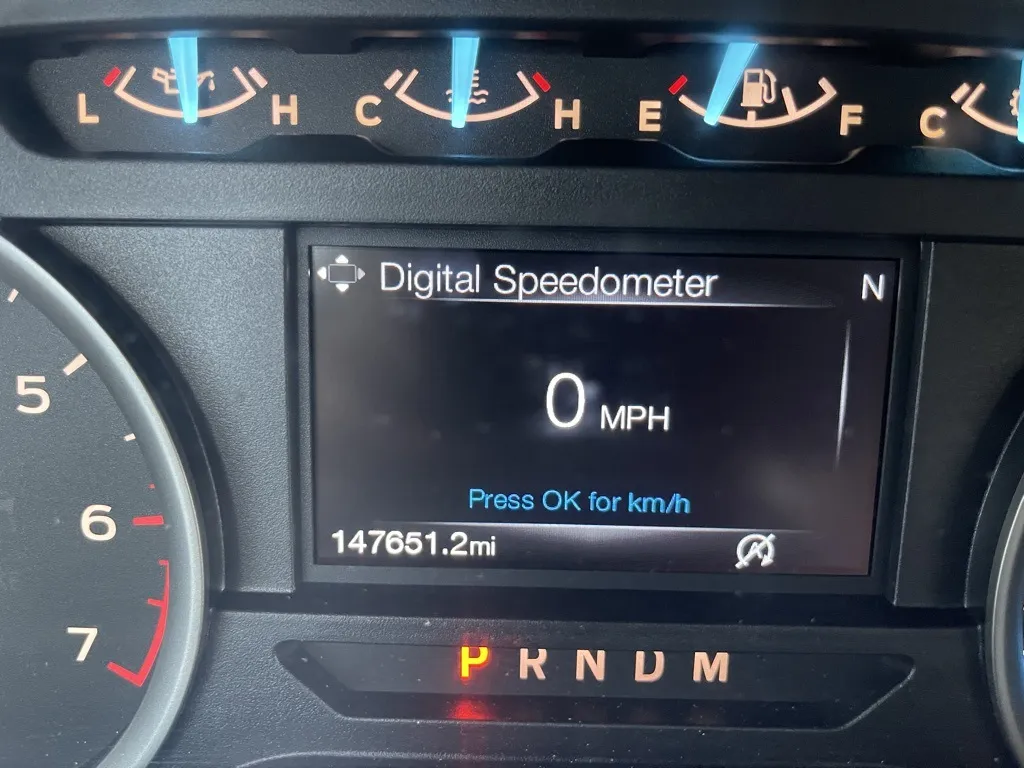 L H C H E F C
Digital Speedometer N
5
0 MPH
Press OK for km/h
6
147651.2mi
7
P R N D M